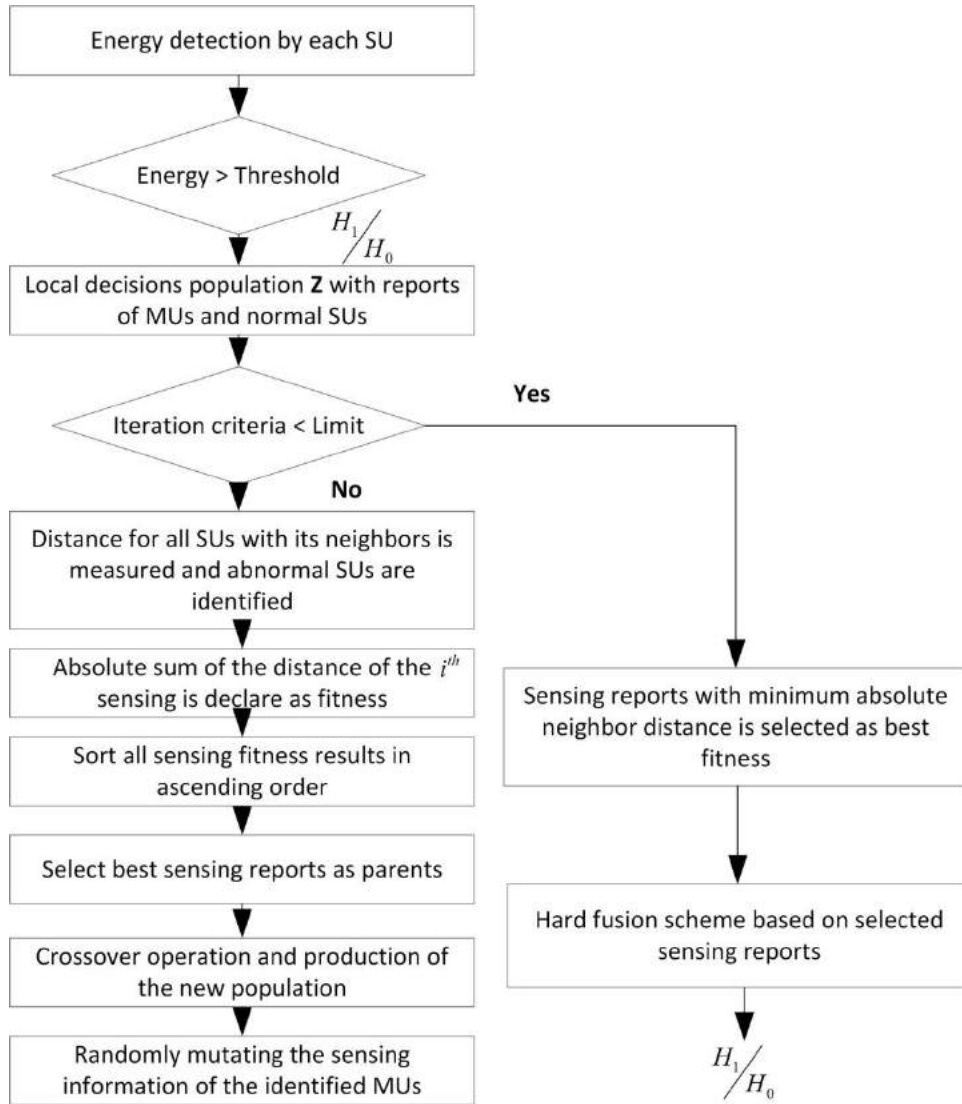 Energy detection by each SU
Energy > Threshold
H₁/H₀
Local decisions population Z with reports
of MUs and normal SUs
Iteration criteria < Limit
Yes
No
Distance for all SUs with its neighbors is
measured and abnormal SUs are
identified
Absolute sum of the distance of the iᵗʰ
sensing is declare as fitness
Sort all sensing fitness results in
ascending order
Select best sensing reports as parents
Crossover operation and production of
the new population
Randomly mutating the sensing
information of the identified MUs
Sensing reports with minimum absolute
neighbor distance is selected as best
fitness
Hard fusion scheme based on selected
sensing reports
H₁/H₀